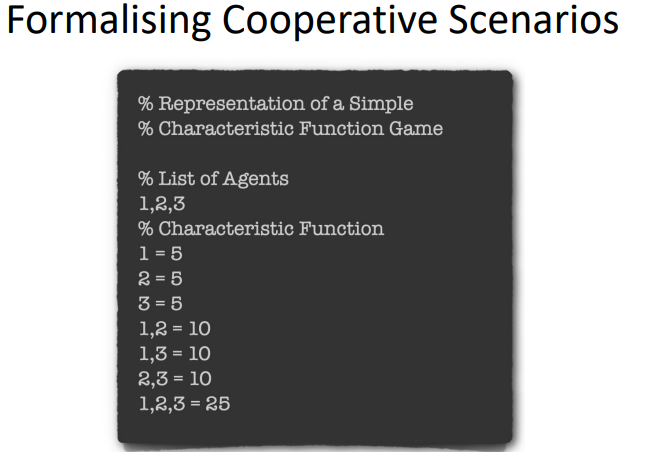 Formalising Cooperative Scenarios
% Representation of a Simple
% Characteristic Function Game
% List of Agents
1,2,3
% Characteristic Function
1 = 5
2 = 5
3 = 5
1,2 = 10
1,3 = 10
2,3 = 10
1,2,3 = 25